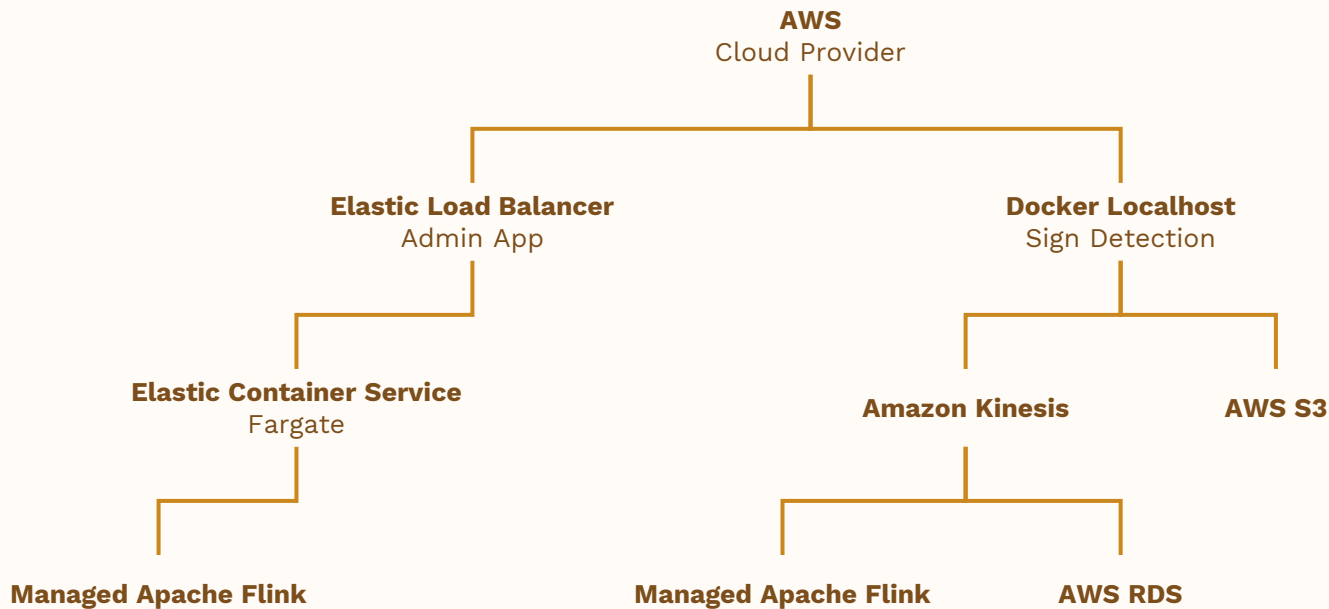 AWS
Cloud Provider
Elastic Load Balancer
Admin App
Docker Localhost
Sign Detection
Elastic Container Service
Fargate
Amazon Kinesis
AWS S3
Managed Apache Flink
Managed Apache Flink
AWS RDS